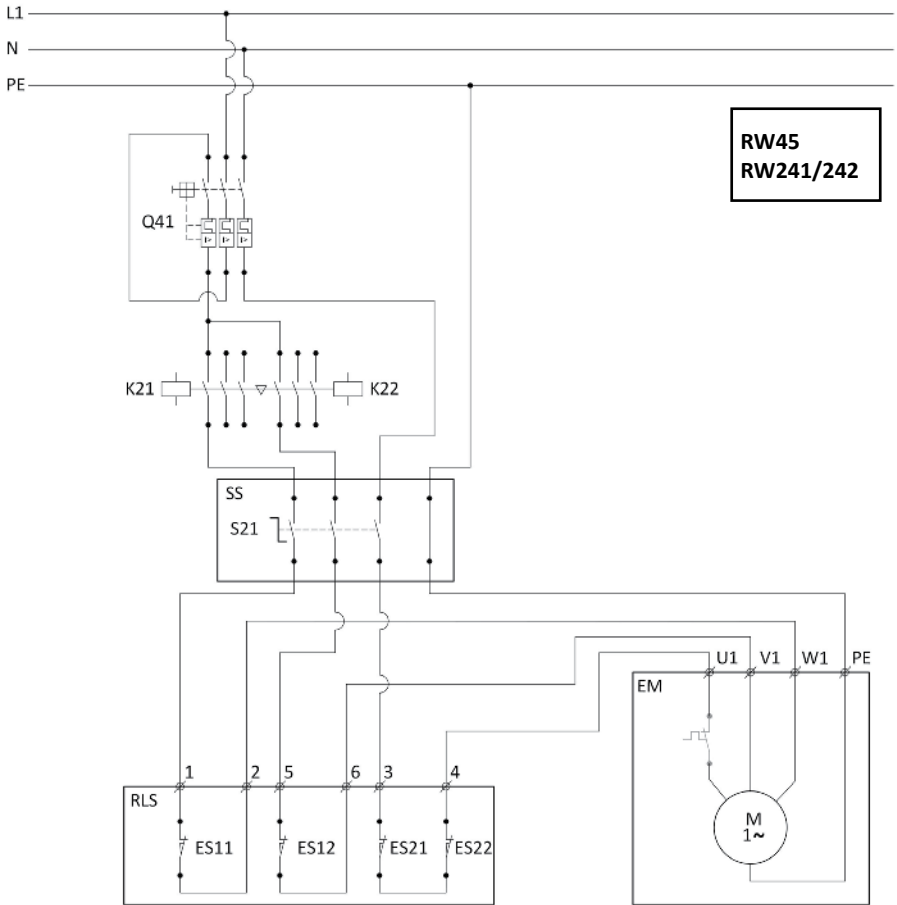 L1
N
PE
RW45
RW241/242
Q41
K21
K22
SS
S21
U1 V1 W1 PE
EM
1 2 5 6 3 4
RLS
ES11 ES12 ES21 ES22
M
1~